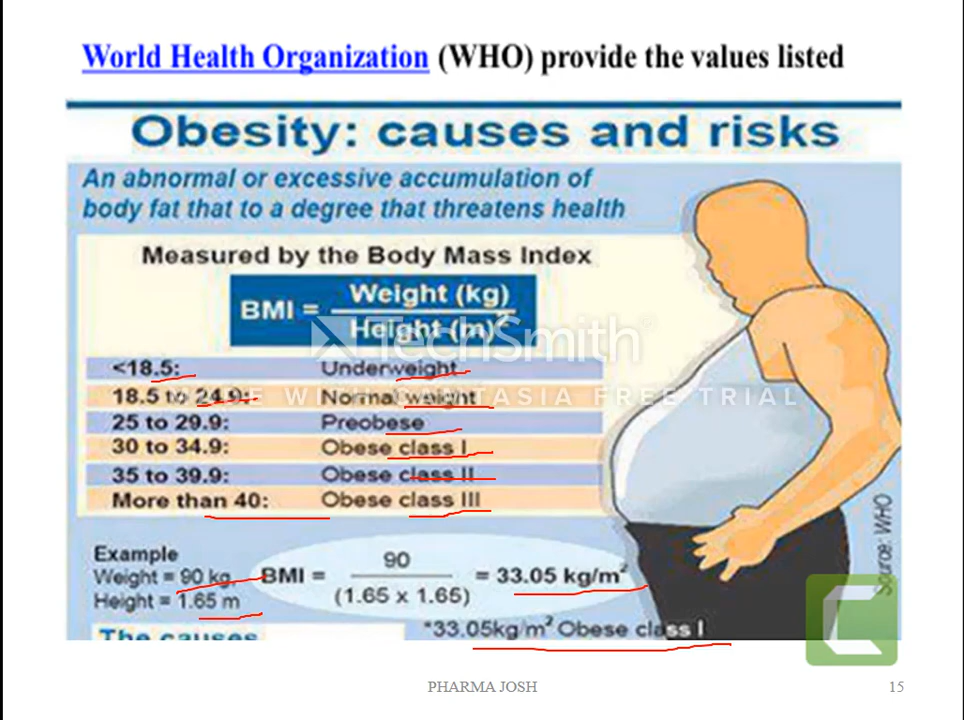 World Health Organization (WHO) provide the values listed
Obesity: causes and risks
An abnormal or excessive accumulation of
body fat that to a degree that threatens health
Measured by the Body Mass Index
BMI = Weight (kg)
Height (m)²
TechSmith
<18.5: Underweight
MADE WITH CAMTASIA FREE TRIAL
18.5 to 24.9: Normal weight
25 to 29.9: Preobese
30 to 34.9: Obese class I
35 to 39.9: Obese class II
More than 40: Obese class III
Source: WHO
Example
Weight = 90 kg,
Height = 1.65 m
BMI = 90 = 33.05 kg/m²
(1.65 x 1.65)
*33.05kg/m² Obese class I
The causes
PHARMA JOSH
15